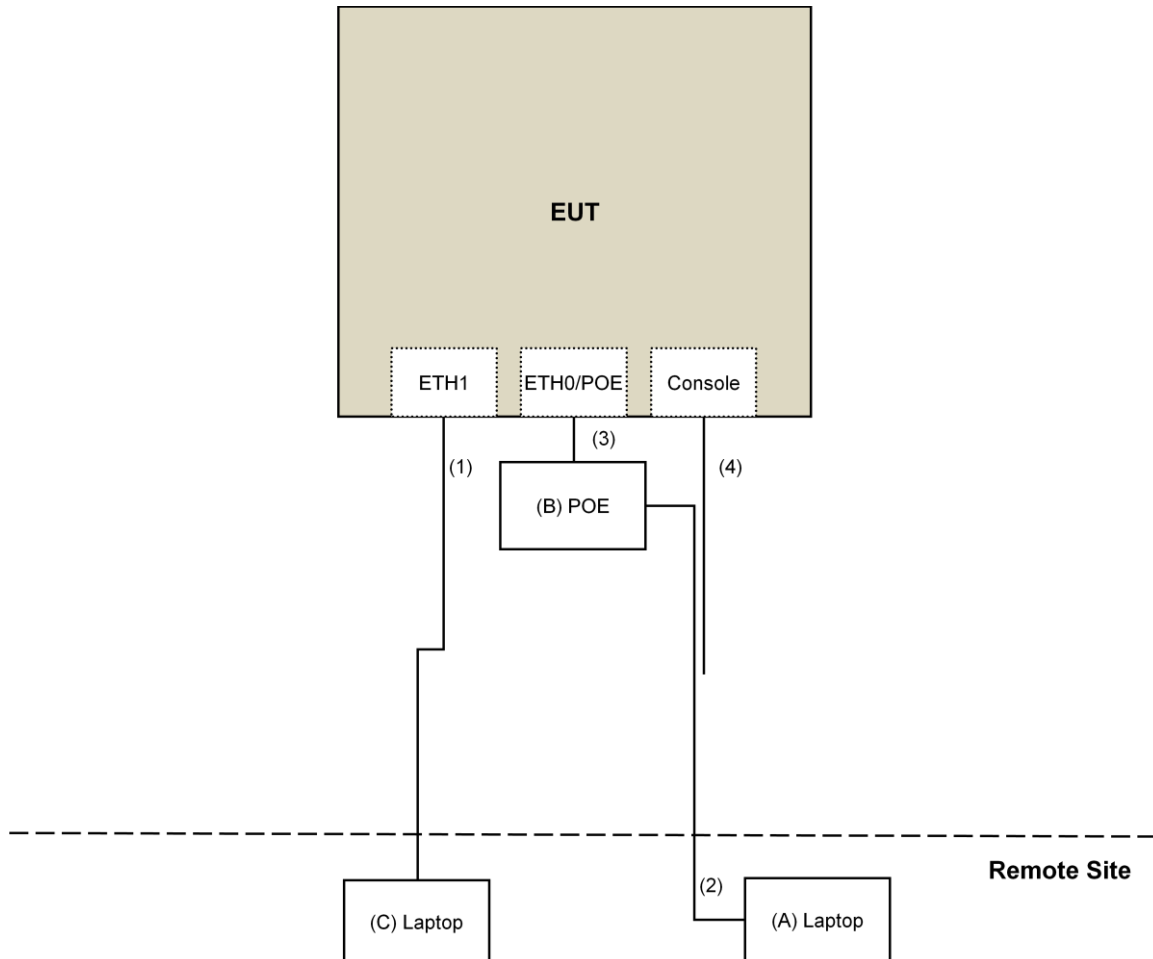 EUT
ETH1
ETH0/POE
Console
(1)
(3)
(4)
(B) POE
Remote Site
(2)
(C) Laptop
(A) Laptop